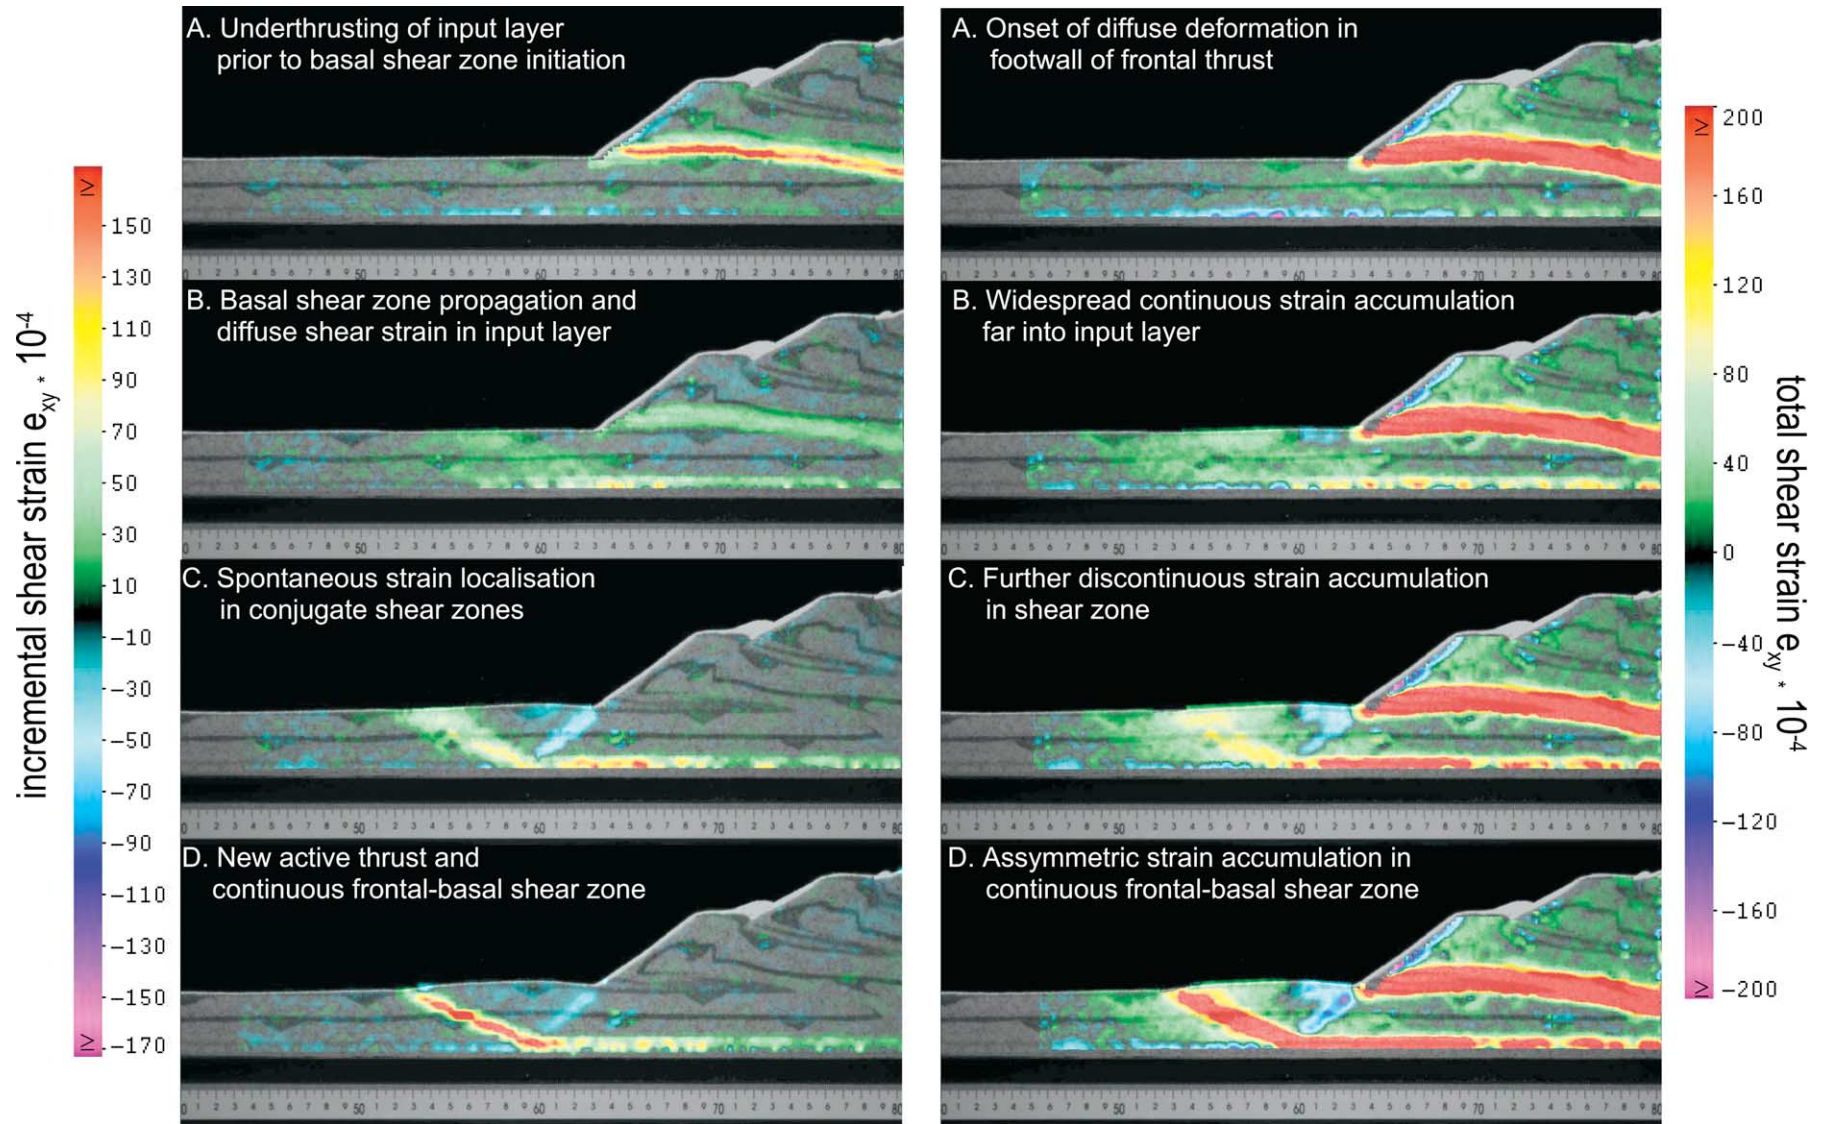 A. Underthrusting of input layer
prior to basal shear zone initiation
B. Basal shear zone propagation and
diffuse shear strain in input layer
C. Spontaneous strain localisation
in conjugate shear zones
D. New active thrust and
continuous frontal-basal shear zone
A. Onset of diffuse deformation in
footwall of frontal thrust
B. Widespread continuous strain accumulation
far into input layer
C. Further discontinuous strain accumulation
in shear zone
D. Assymmetric strain accumulation in
continuous frontal-basal shear zone
incremental shear strain exy * 10-4
≥
150
130
110
90
70
50
30
10
−10
−30
−50
−70
−90
−110
−130
−150
−170
≥
total shear strain exy * 10-4
≥
200
160
120
80
40
0
−40
−80
−120
−160
−200
≥